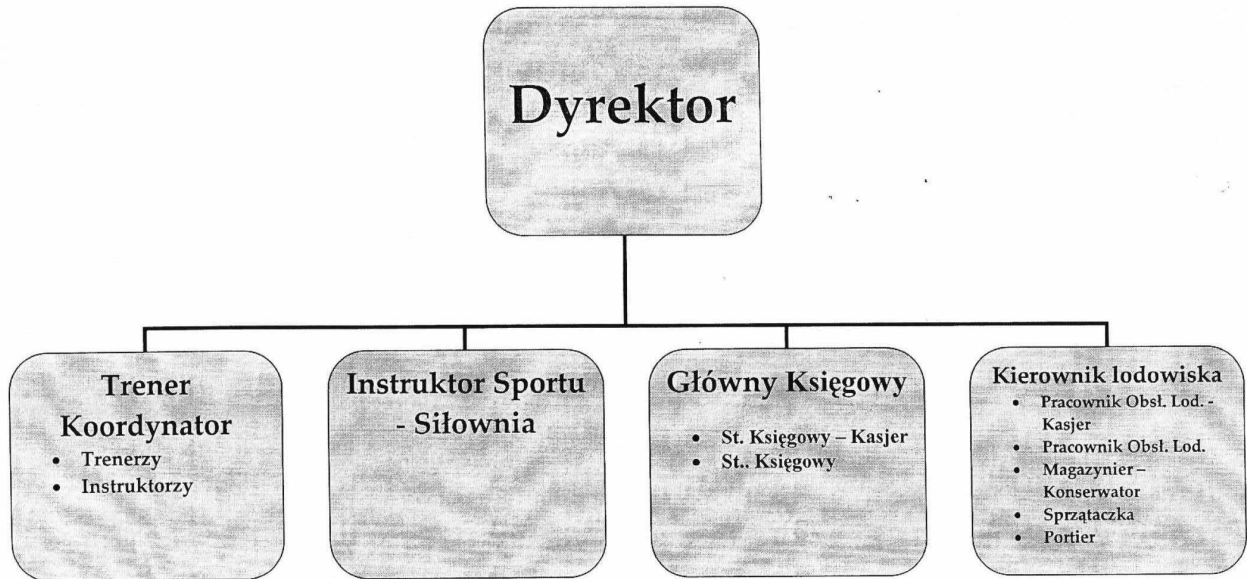 Dyrektor
Trener
Koordynator
• Trenerzy
• Instruktorzy
Instruktor Sportu
- Siłownia
Główny Księgowy
• St. Księgowy – Kasjer
• St.. Księgowy
Kierownik lodowiska
• Pracownik Obsł. Lod. -
Kasjer
• Pracownik Obsł. Lod.
• Magazynier –
Konserwator
• Sprzątaczka
• Portier